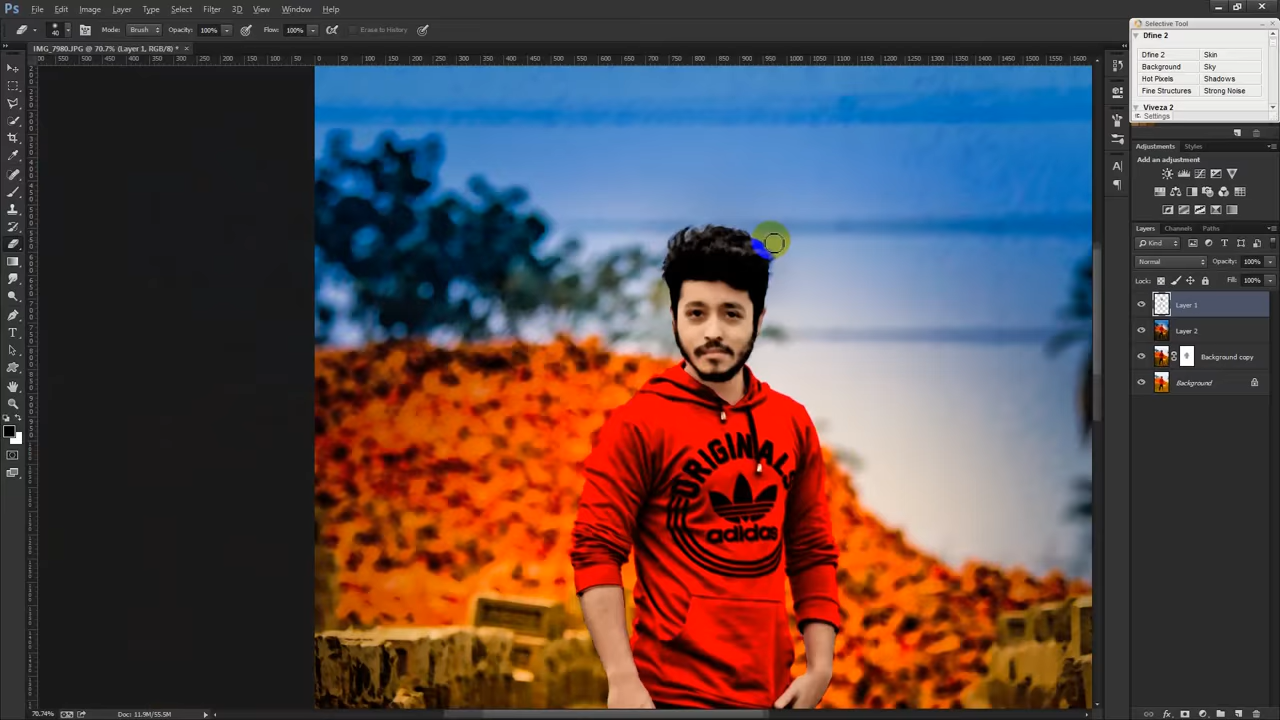 Ps File Edit Image Layer Type Select Filter 3D View Window Help
40 Mode: Brush Opacity: 100% Flow: 100% Erase to History
IMG_7980.JPG @ 70.7% (Layer 1, RGB/8) * ×
Selective Tool
Dfine 2
Dfine 2 Skin
Background Sky
Hot Pixels Shadows
Fine Structures Strong Noise
Viveza 2
Settings
Adjustments Styles
Add an adjustment
Layers Channels Paths
Kind
Normal Opacity: 100%
Lock: Fill: 100%
Layer 1
Layer 2
Background copy
Background
ORIGINALS
adidas
70.74% Doc: 11.9M/55.5M